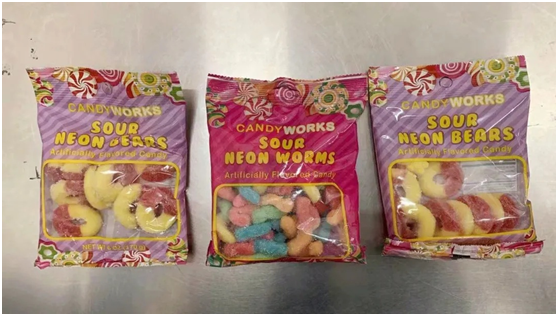 CANDYWORKS
SOUR
NEON BEARS
Artificially Flavored Candy
CANDYWORKS
SOUR
NEON WORMS
Artificially Flavored Candy
CANDYWORKS
SOUR
NEON BEARS
Artificially Flavored Candy